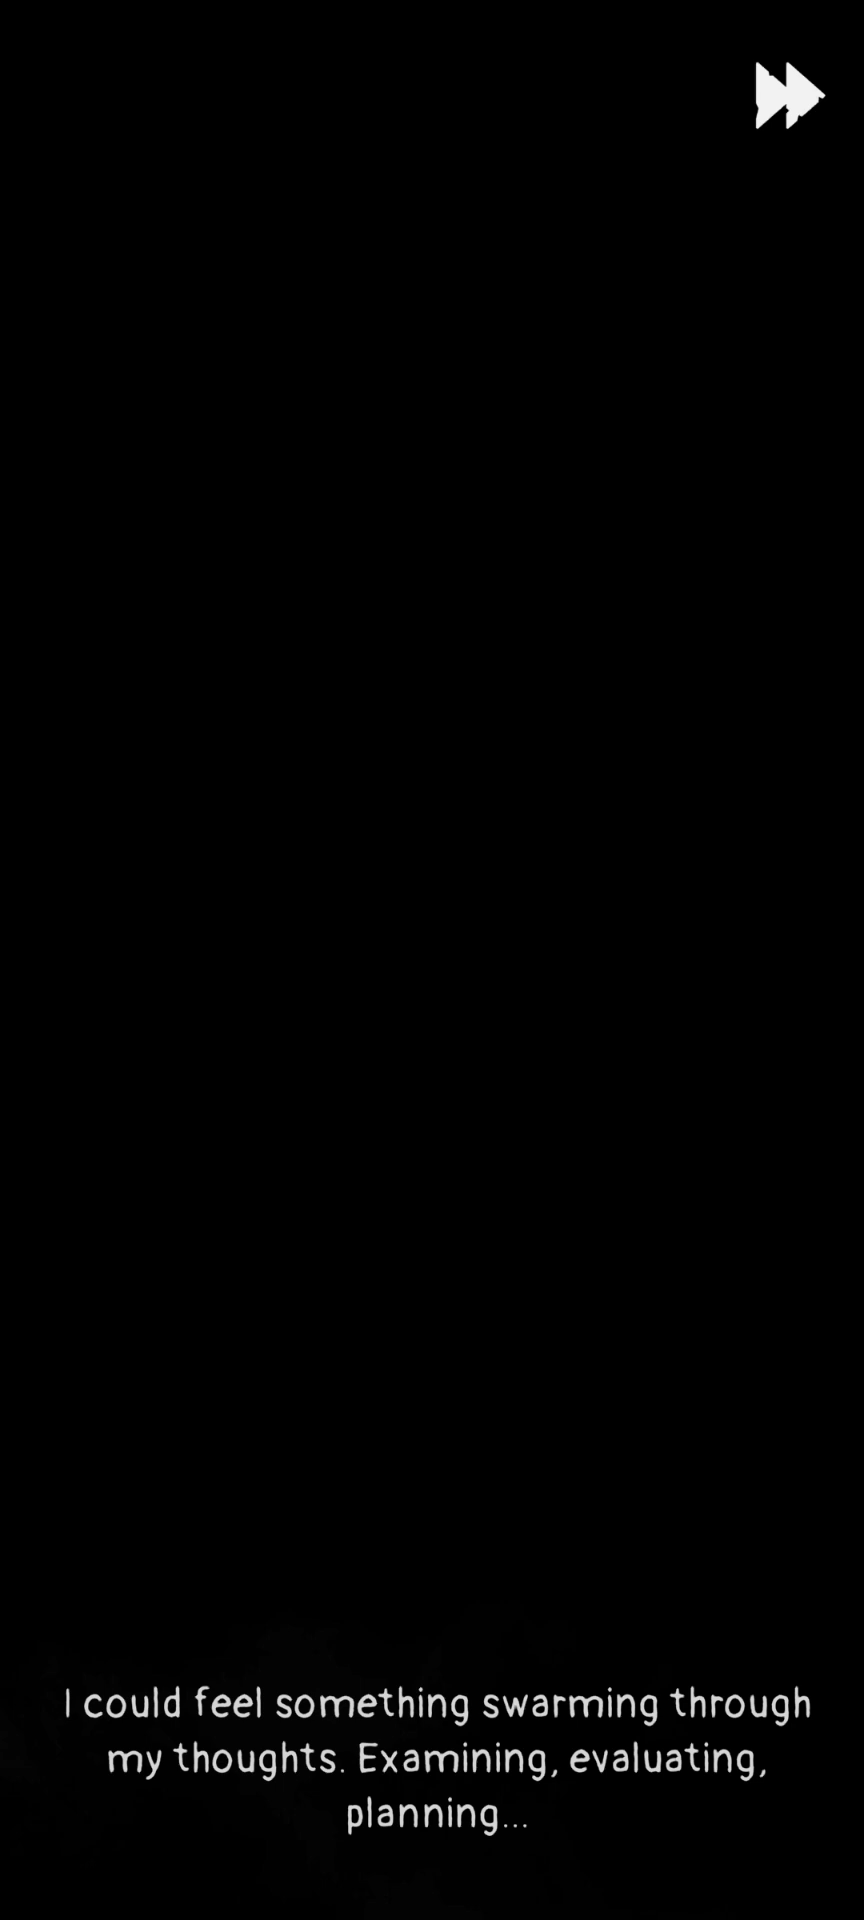 I could feel something swarming through
my thoughts. Examining, evaluating,
planning...